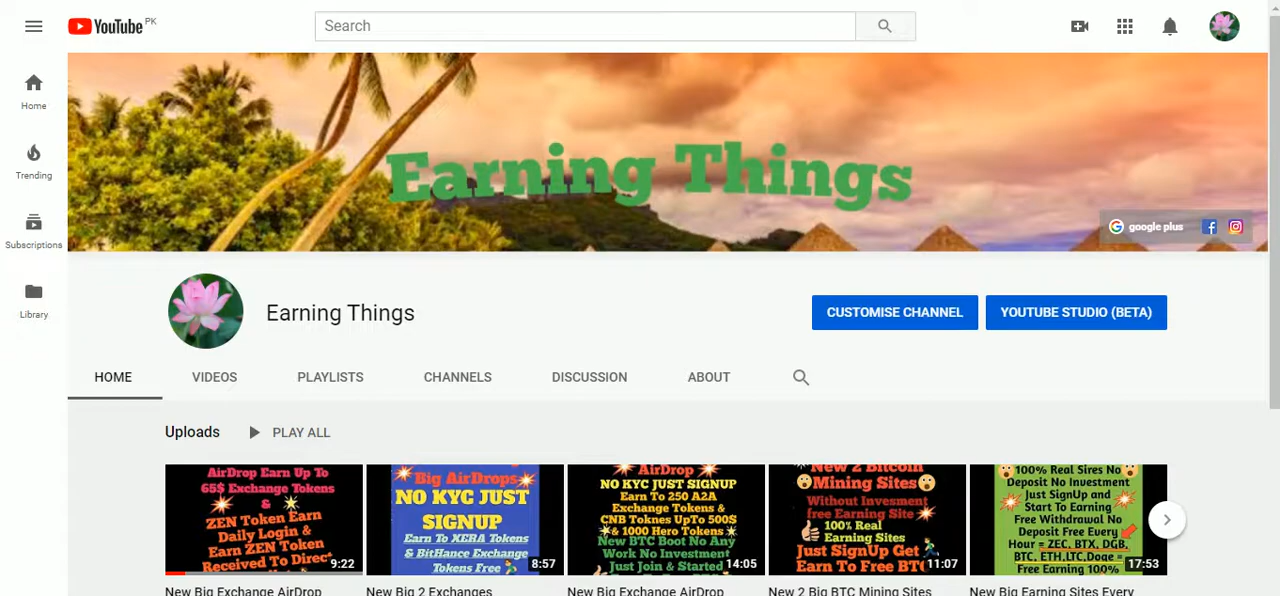 YouTube PK
Search
Home
Trending
Subscriptions
Library
Earning Things
google plus
Earning Things
CUSTOMISE CHANNEL
YOUTUBE STUDIO (BETA)
HOME
VIDEOS
PLAYLISTS
CHANNELS
DISCUSSION
ABOUT
Uploads
PLAY ALL
AirDrop Earn Up To
65$ Exchange Tokens
&
ZEN Token Earn
Daily Login &
Earn ZEN Token
Received To Direct
9:22
Big AirDrops
NO KYC JUST
SIGNUP
Earn To XERA Tokens
& BitHance Exchange
Tokens Free
8:57
AirDrop
NO KYC JUST SIGNUP
Earn To 250 A2A
Exchange Tokens &
CNB Toknes UpTo 500$
& 1000 Hero Tokens
New BTC Boot No Any
Work No Investment
Just Join & Started
14:05
New 2 Bitcoin
Mining Sites
Without Invesment
free Earning Site
100% Real
Earning Sites
Just SignUp Get
Earn To Free BTC
11:07
100% Real Sires No
Deposit No Investment
Just SignUp and
Start To Earning
Free Withdrawal No
Deposit Free Every
Hour = ZEC, BTX, DGB,
BTC, ETH,LTC,Doge =
Free Earning 100%
17:53
New Big Exchange AirDrop
New Big 2 Exchanges
New Big Exchange AirDrop
New 2 Big BTC Mining Sites
New Big Earning Sites Every